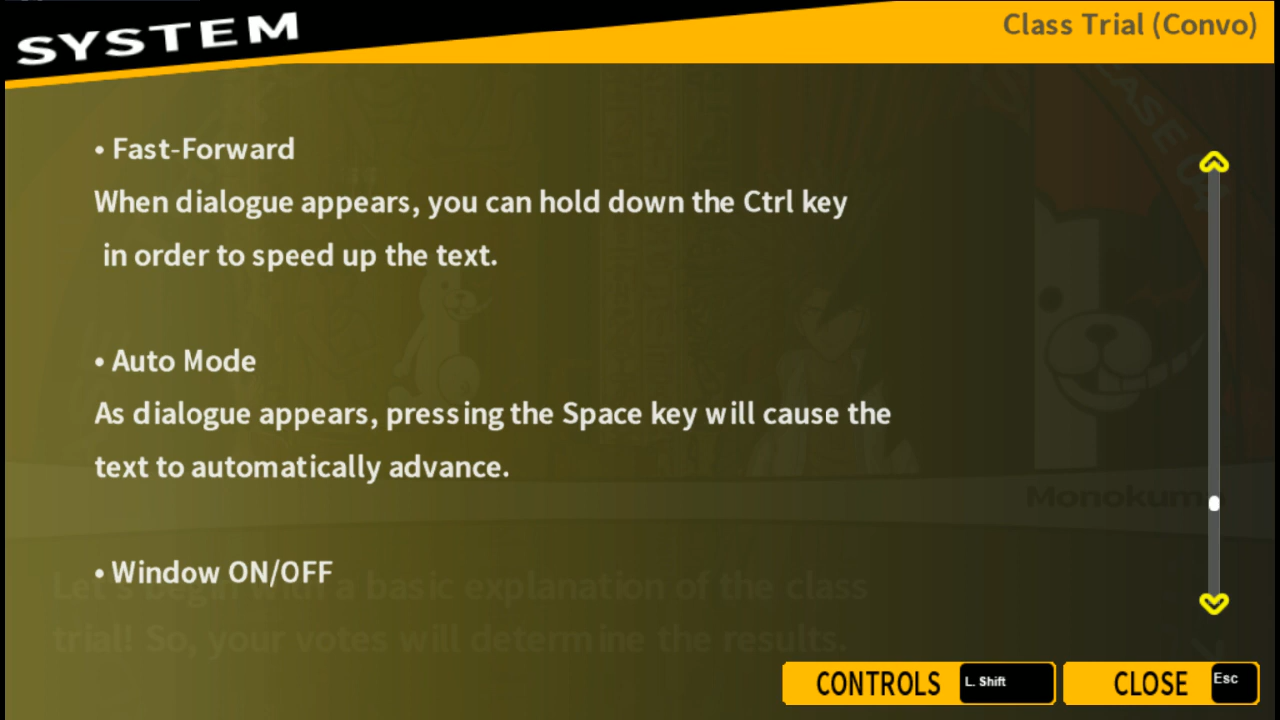 SYSTEM
Class Trial (Convo)
• Fast-Forward
When dialogue appears, you can hold down the Ctrl key
in order to speed up the text.
• Auto Mode
As dialogue appears, pressing the Space key will cause the
text to automatically advance.
Monokuma
• Window ON/OFF
Let's begin with a basic explanation of the class
trial! So, your votes will determine the results.
CONTROLS L. Shift CLOSE Esc